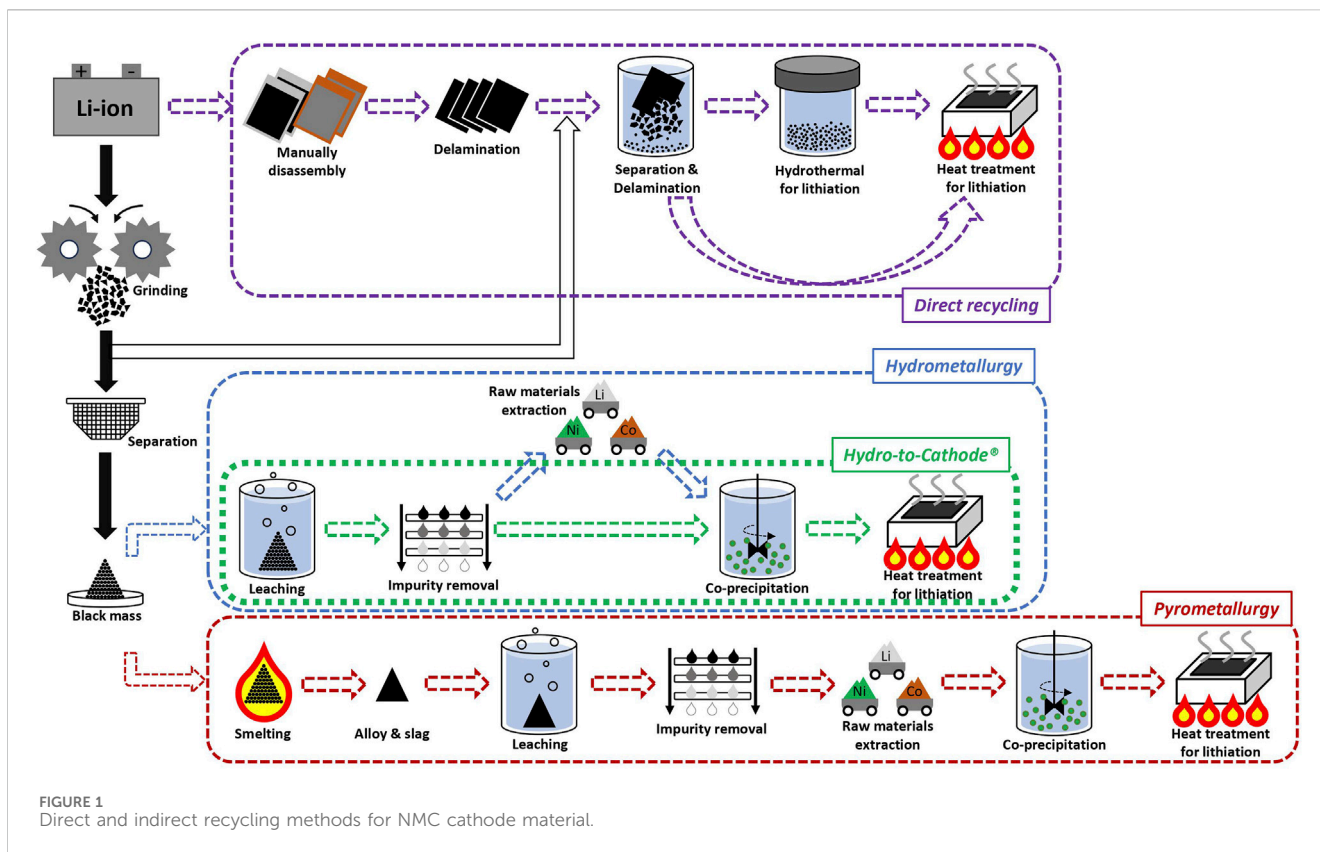 + -
Li-ion
Manually
disassembly
Delamination
Separation &
Delamination
Hydrothermal
for lithiation
Heat treatment
for lithiation
Direct recycling
Grinding
Separation
Black mass
Hydrometallurgy
Raw materials
extraction
Li
Ni
Co
Hydro-to-Cathode®
Leaching
Impurity removal
Co-precipitation
Heat treatment
for lithiation
Pyrometallurgy
Smelting
Alloy & slag
Leaching
Impurity removal
Li
Ni
Co
Raw materials
extraction
Co-precipitation
Heat treatment
for lithiation
FIGURE 1
Direct and indirect recycling methods for NMC cathode material.